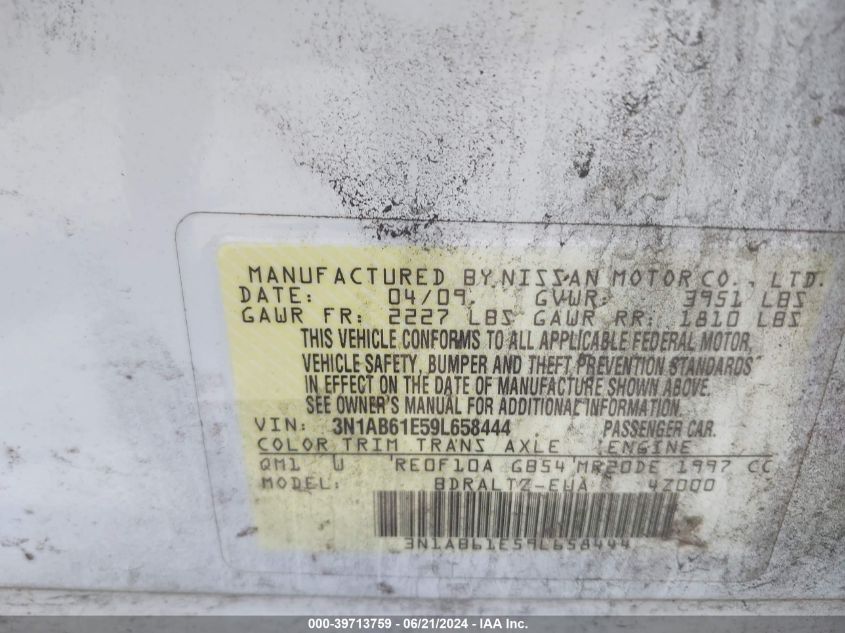 MANUFACTURED BY NISSAN MOTOR CO., LTD.
DATE: 04/09. GVWR: 3951 LBS
GAWR FR: 2227 LBS GAWR RR: 1810 LBS
THIS VEHICLE CONFORMS TO ALL APPLICABLE FEDERAL MOTOR
VEHICLE SAFETY, BUMPER AND THEFT PREVENTION STANDARDS
IN EFFECT ON THE DATE OF MANUFACTURE SHOWN ABOVE.
SEE OWNER'S MANUAL FOR ADDITIONAL INFORMATION.
VIN: 3N1AB61E59L658444 PASSENGER CAR.
COLOR TRIM TRANS AXLE ENGINE
QM1 W RE0F10A GB54 MR20DE 1997 CC
MODEL: BDRALTZ-EUA 4Z000
3N1AB61E59L658444
000-39713759 - 06/21/2024 - IAA, Inc.